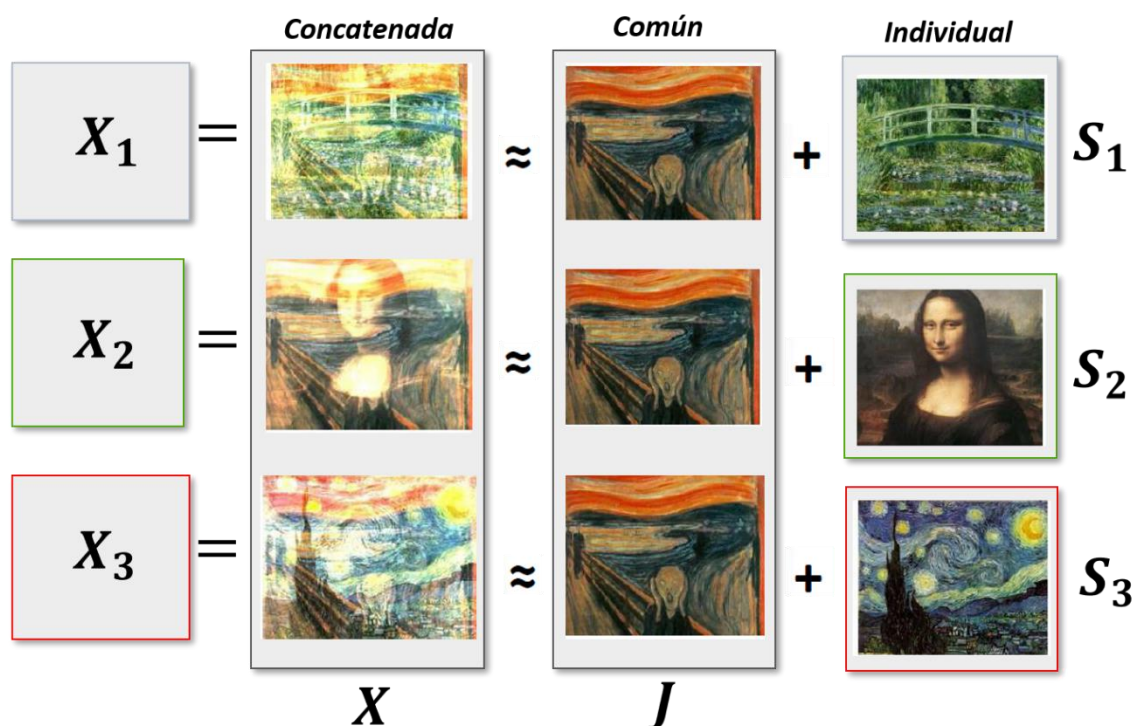 Concatenada Común Individual
X₁ = ≈ + S₁
X₂ = ≈ + S₂
X₃ = ≈ + S₃
X J